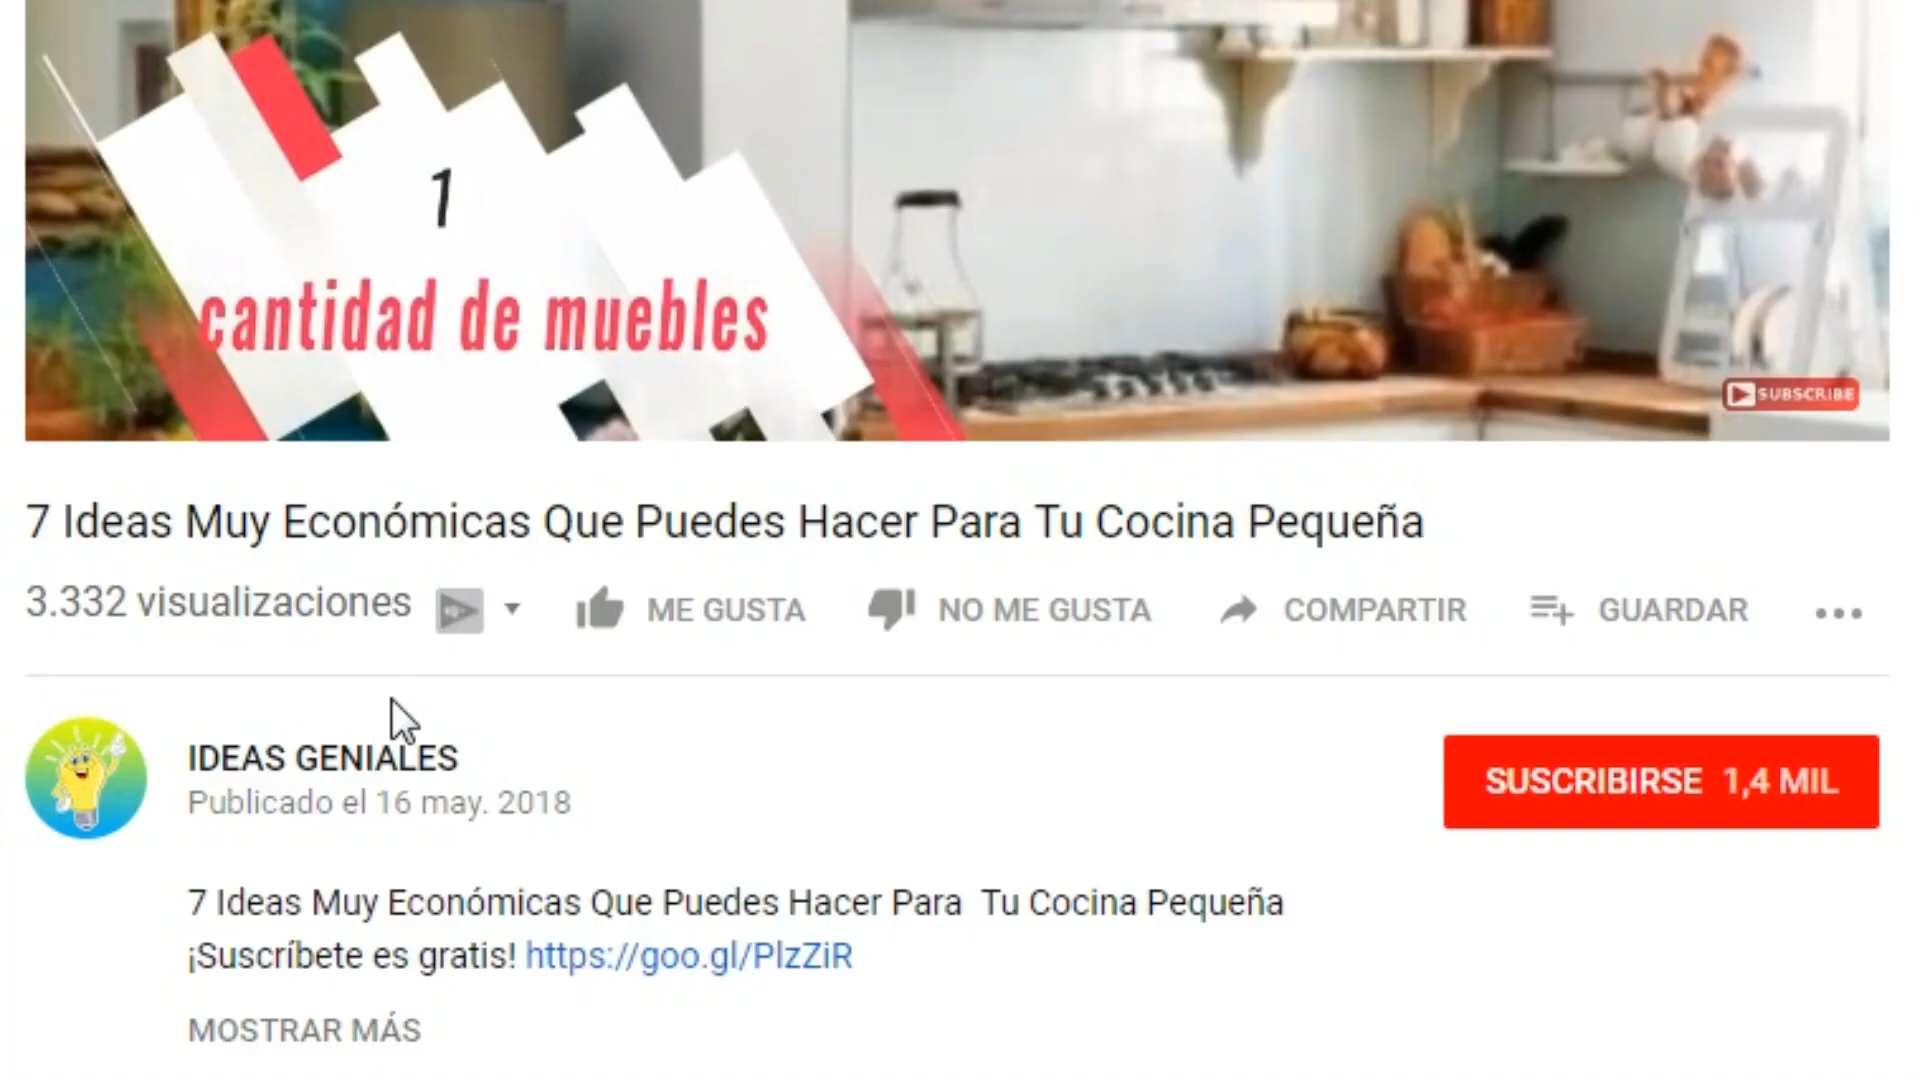 1
cantidad de muebles
SUBSCRIBE
7 Ideas Muy Económicas Que Puedes Hacer Para Tu Cocina Pequeña
3.332 visualizaciones ME GUSTA NO ME GUSTA COMPARTIR GUARDAR
IDEAS GENIALES
Publicado el 16 may. 2018
SUSCRIBIRSE 1,4 MIL
7 Ideas Muy Económicas Que Puedes Hacer Para  Tu Cocina Pequeña
¡Suscríbete es gratis! https://goo.gl/PlzZiR
MOSTRAR MÁS